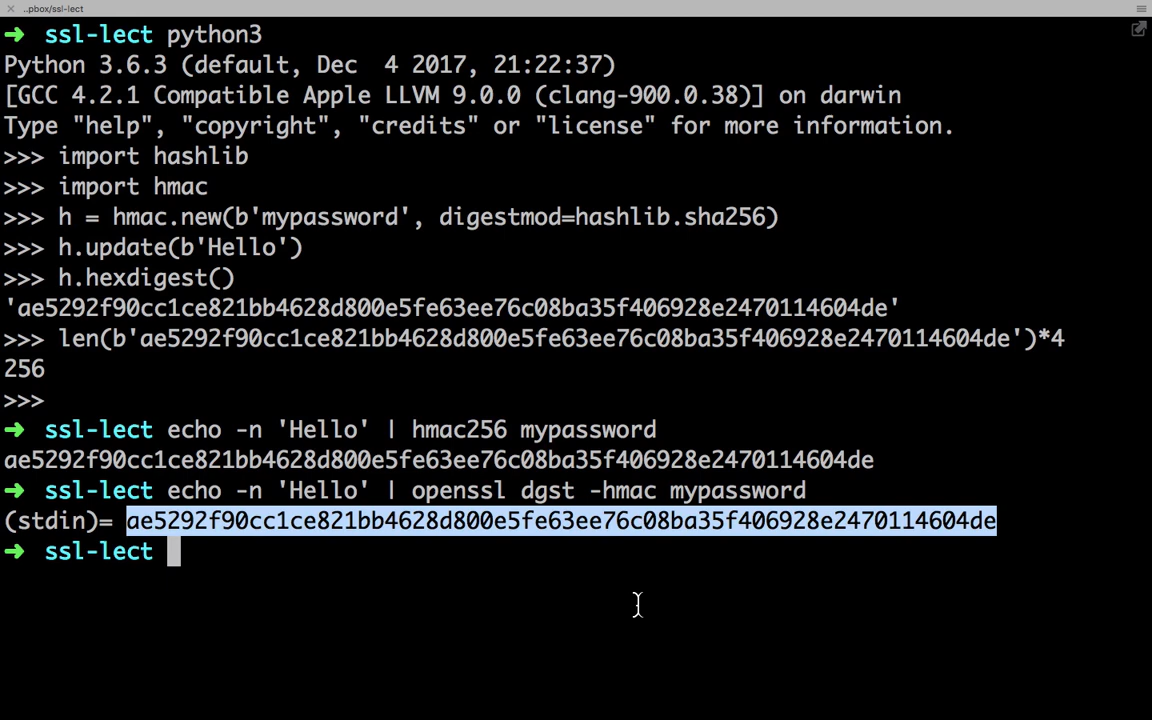 ..pbox/ssl-lect
➜ ssl-lect python3
Python 3.6.3 (default, Dec  4 2017, 21:22:37)
[GCC 4.2.1 Compatible Apple LLVM 9.0.0 (clang-900.0.38)] on darwin
Type "help", "copyright", "credits" or "license" for more information.
>>> import hashlib
>>> import hmac
>>> h = hmac.new(b'mypassword', digestmod=hashlib.sha256)
>>> h.update(b'Hello')
>>> h.hexdigest()
'ae5292f90cc1ce821bb4628d800e5fe63ee76c08ba35f406928e2470114604de'
>>> len(b'ae5292f90cc1ce821bb4628d800e5fe63ee76c08ba35f406928e2470114604de')*4
256
>>>
➜ ssl-lect echo -n 'Hello' | hmac256 mypassword
ae5292f90cc1ce821bb4628d800e5fe63ee76c08ba35f406928e2470114604de
➜ ssl-lect echo -n 'Hello' | openssl dgst -hmac mypassword
(stdin)= ae5292f90cc1ce821bb4628d800e5fe63ee76c08ba35f406928e2470114604de
➜ ssl-lect